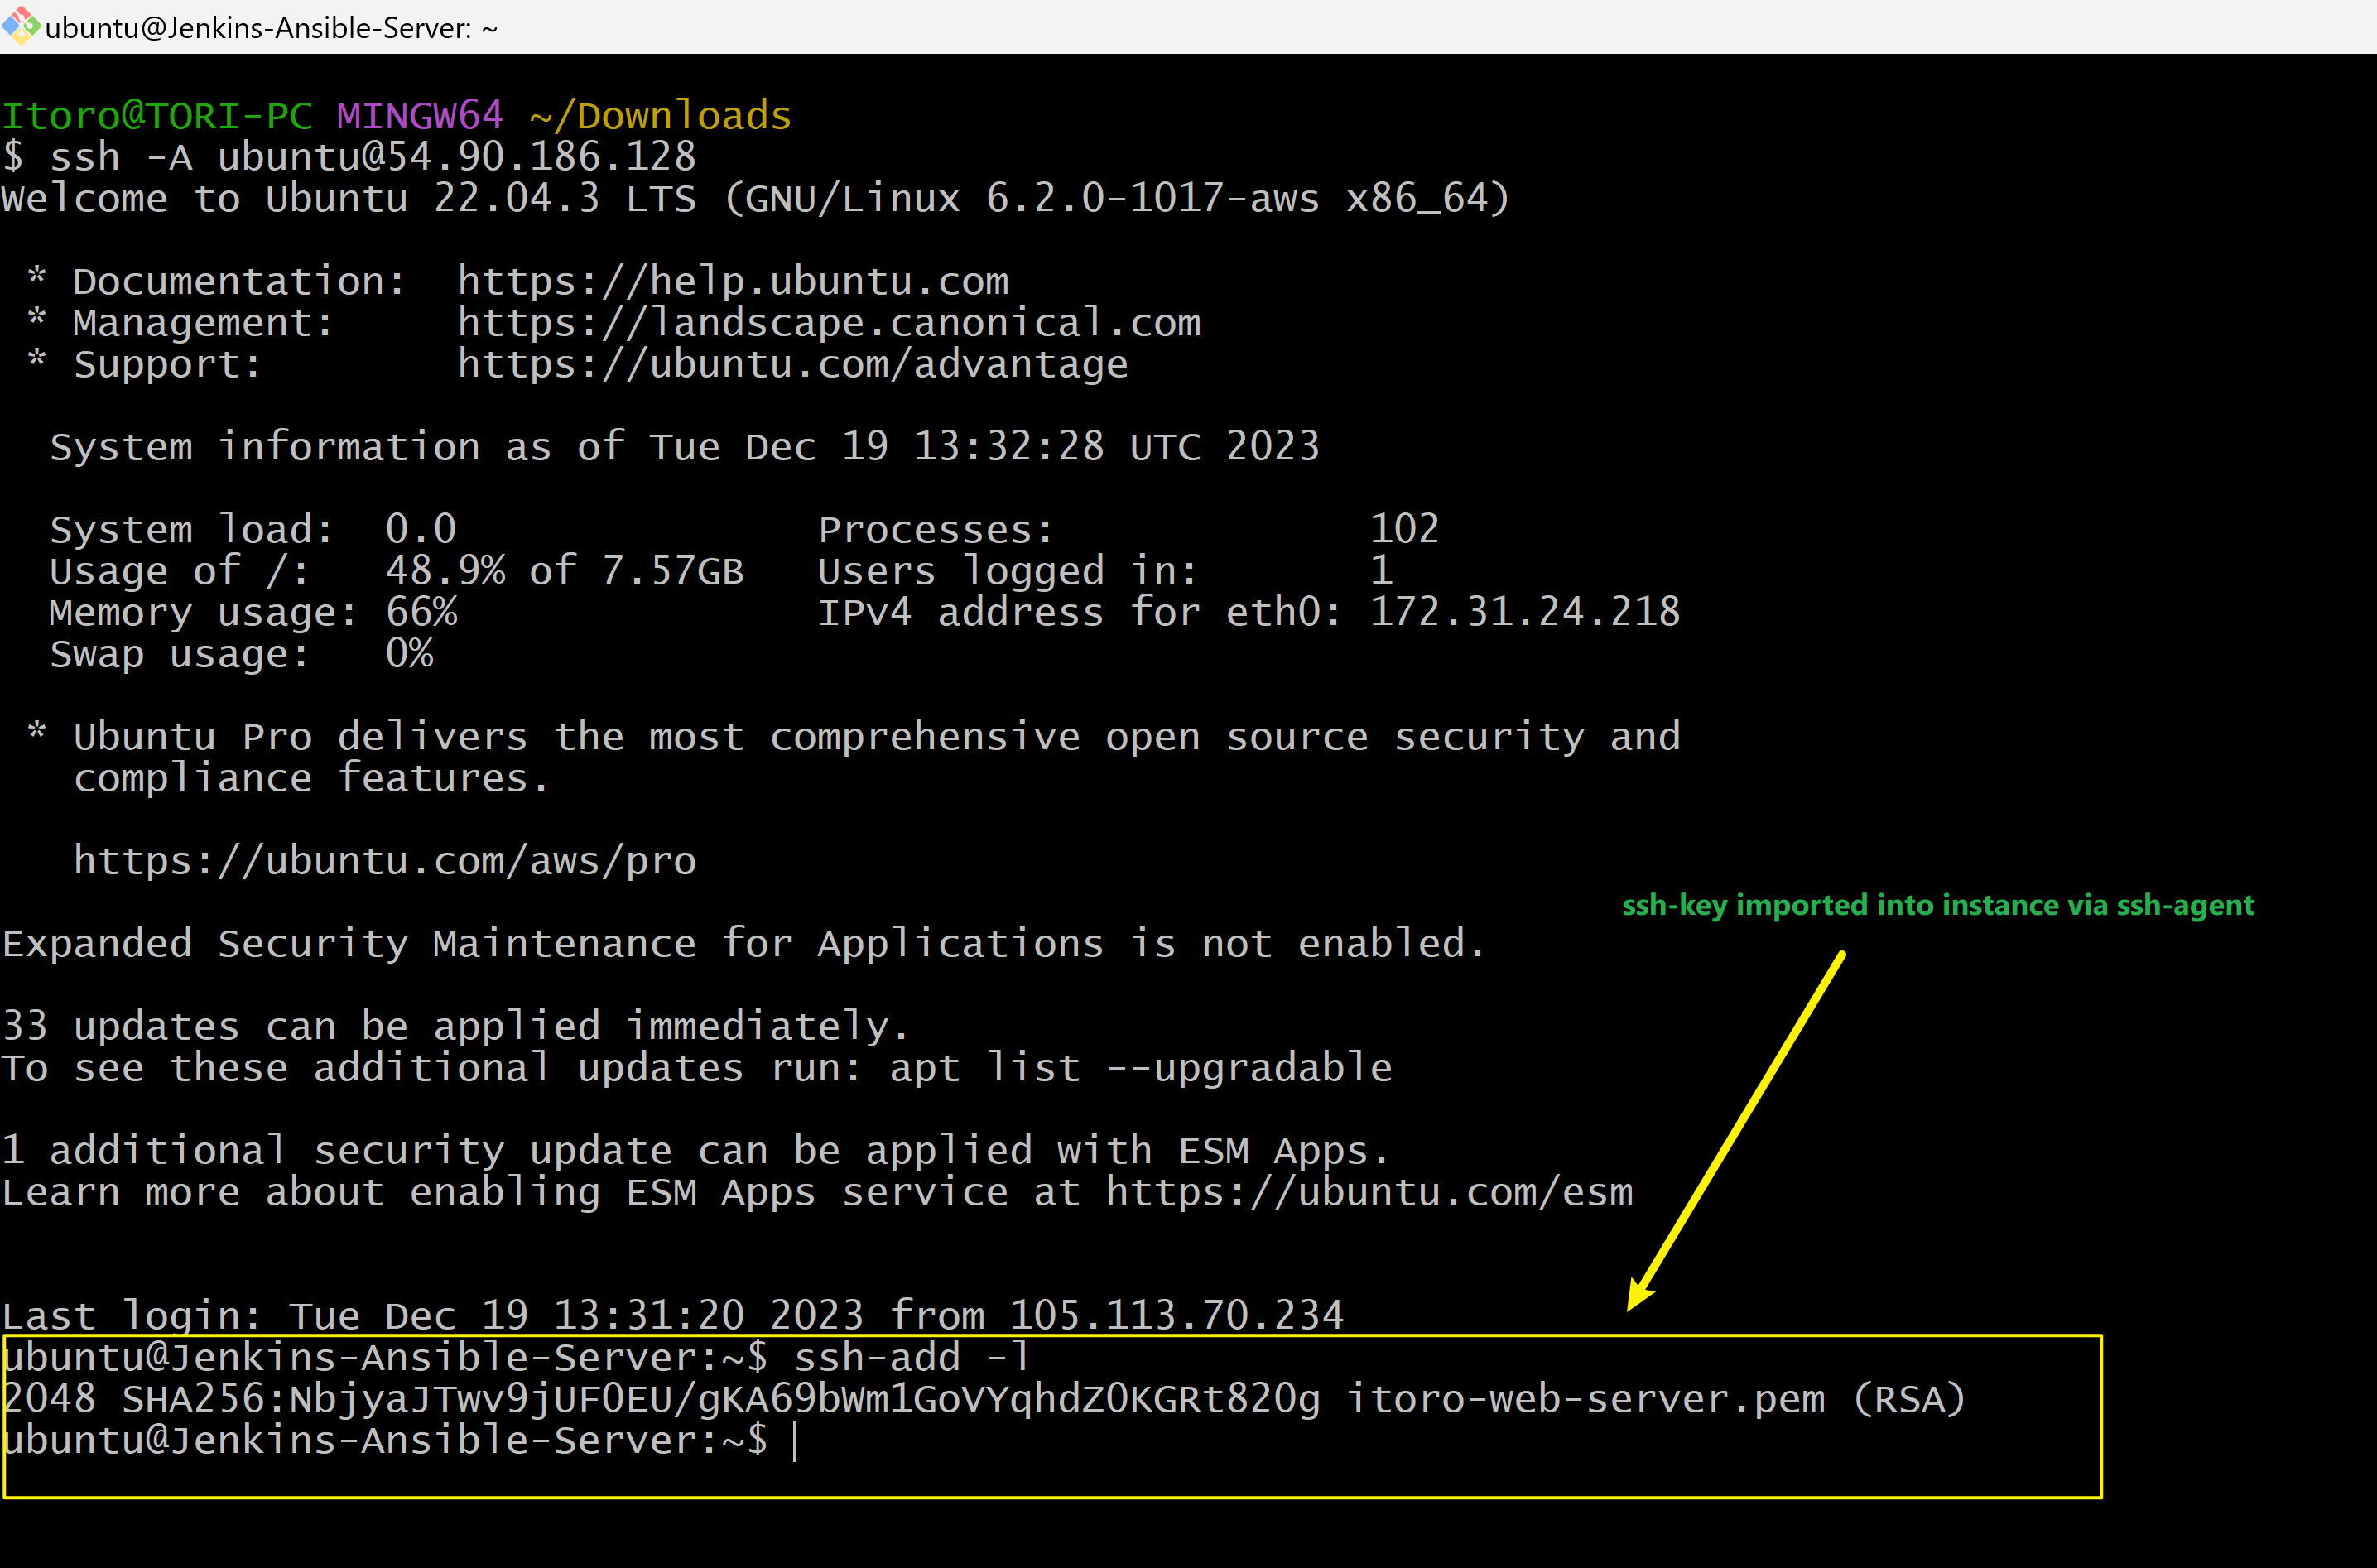 ubuntu@Jenkins-Ansible-Server: ~
Itoro@TORI-PC MINGW64 ~/Downloads
$ ssh -A ubuntu@54.90.186.128
Welcome to Ubuntu 22.04.3 LTS (GNU/Linux 6.2.0-1017-aws x86_64)
* Documentation:  https://help.ubuntu.com
* Management:     https://landscape.canonical.com
* Support:        https://ubuntu.com/advantage
System information as of Tue Dec 19 13:32:28 UTC 2023
System load:  0.0               Processes:             102
Usage of /:   48.9% of 7.57GB   Users logged in:       1
Memory usage: 66%               IPv4 address for eth0: 172.31.24.218
Swap usage:   0%
* Ubuntu Pro delivers the most comprehensive open source security and
compliance features.
https://ubuntu.com/aws/pro
ssh-key imported into instance via ssh-agent
Expanded Security Maintenance for Applications is not enabled.
33 updates can be applied immediately.
To see these additional updates run: apt list --upgradable
1 additional security update can be applied with ESM Apps.
Learn more about enabling ESM Apps service at https://ubuntu.com/esm
Last login: Tue Dec 19 13:31:20 2023 from 105.113.70.234
ubuntu@Jenkins-Ansible-Server:~$ ssh-add -l
2048 SHA256:NbjyaJTwv9jUF0EU/gKA69bWm1GoVYqhdZ0KGRt820g itoro-web-server.pem (RSA)
ubuntu@Jenkins-Ansible-Server:~$